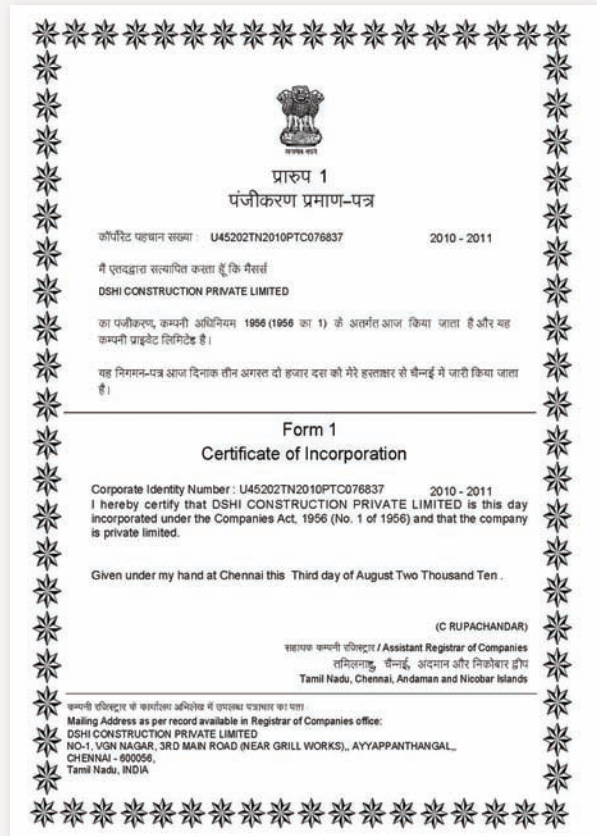 प्रारुप 1
पंजीकरण प्रमाण-पत्र
कॉर्पोरेट पहचान संख्या : U45202TN2010PTC076837 2010 - 2011
मैं एतदद्वारा सत्यापित करता हूँ कि मैसर्स
DSHI CONSTRUCTION PRIVATE LIMITED
का पंजीकरण, कम्पनी अधिनियम 1956 (1956 का 1) के अंतर्गत आज किया जाता है और यह
कम्पनी प्राइवेट लिमिटेड है।
यह निगमन-पत्र आज दिनांक तीन अगस्त दो हजार दस को मेरे हस्ताक्षर से चैन्नई में जारी किया जाता
है।
Form 1
Certificate of Incorporation
Corporate Identity Number : U45202TN2010PTC076837 2010 - 2011
I hereby certify that DSHI CONSTRUCTION PRIVATE LIMITED is this day
incorporated under the Companies Act, 1956 (No. 1 of 1956) and that the company
is private limited.
Given under my hand at Chennai this Third day of August Two Thousand Ten .
(C RUPACHANDAR)
सहायक कम्पनी रजिस्ट्रार / Assistant Registrar of Companies
तमिलनाडु, चैन्नई, अदमान और निकोबार द्वीप
Tamil Nadu, Chennai, Andaman and Nicobar Islands
कम्पनी रजिस्ट्रार के कार्यालय अभिलेख में उपलब्ध पत्राचार का पता
Mailing Address as per record available in Registrar of Companies office:
DSHI CONSTRUCTION PRIVATE LIMITED
NO-1, VGN NAGAR, 3RD MAIN ROAD (NEAR GRILL WORKS),, AYYAPPANTHANGAL,,
CHENNAI - 600056,
Tamil Nadu, INDIA